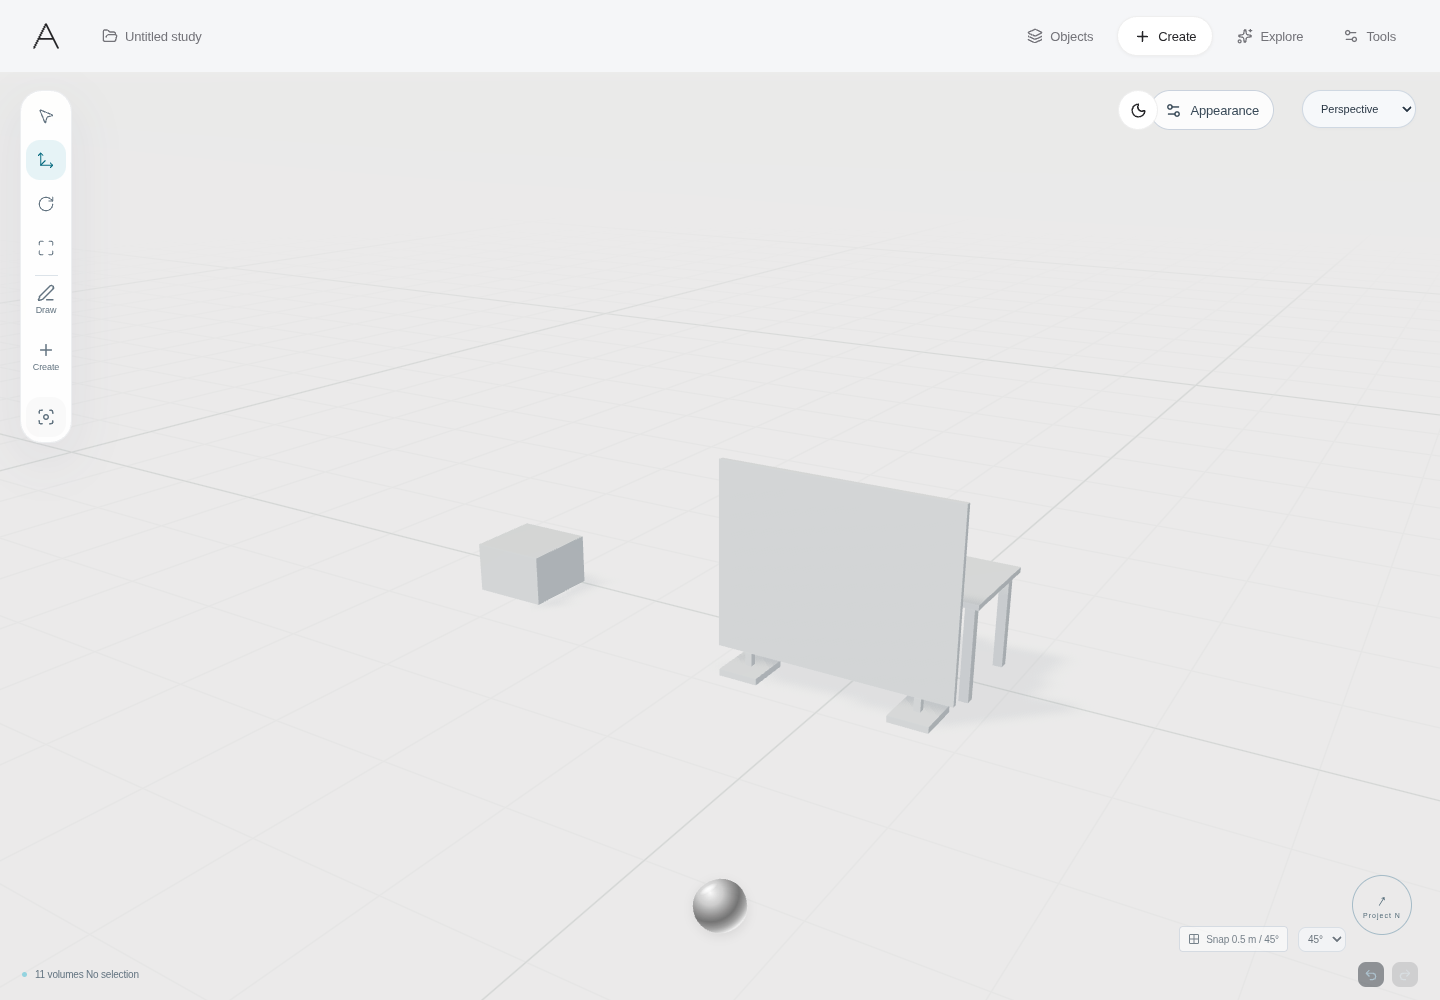 Untitled study
Objects
Create
Explore
Tools
Appearance
Perspective
Draw
Create
Project N
Snap 0.5 m / 45°
45°
11 volumes No selection